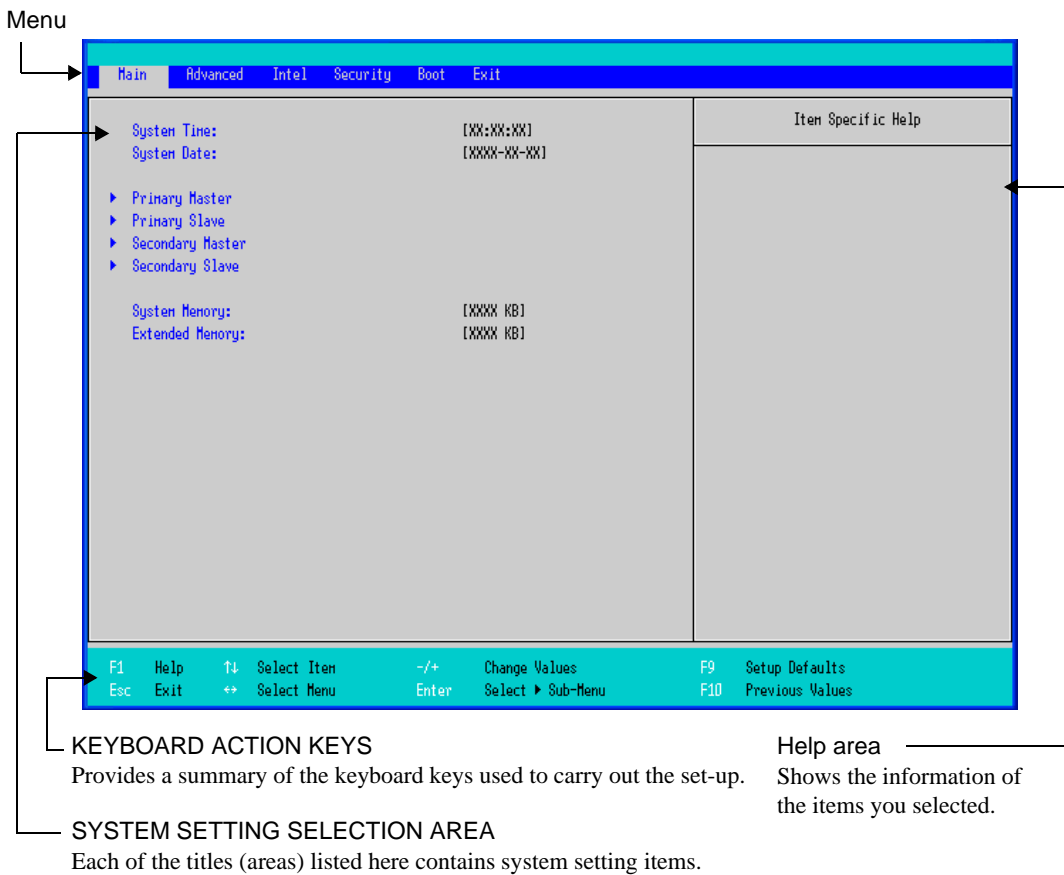 Menu
Main Advanced Intel Security Boot Exit
System Time: [XX:XX:XX]
System Date: [XXXX-XX-XX]
Primary Master
Primary Slave
Secondary Master
Secondary Slave
System Memory: [XXXX KB]
Extended Memory: [XXXX KB]
Item Specific Help
F1 Help ↑↓ Select Item -/+ Change Values F9 Setup Defaults
Esc Exit ↔ Select Menu Enter Select ▶ Sub-Menu F10 Previous Values
KEYBOARD ACTION KEYS
Provides a summary of the keyboard keys used to carry out the set-up.
Help area
Shows the information of
the items you selected.
SYSTEM SETTING SELECTION AREA
Each of the titles (areas) listed here contains system setting items.